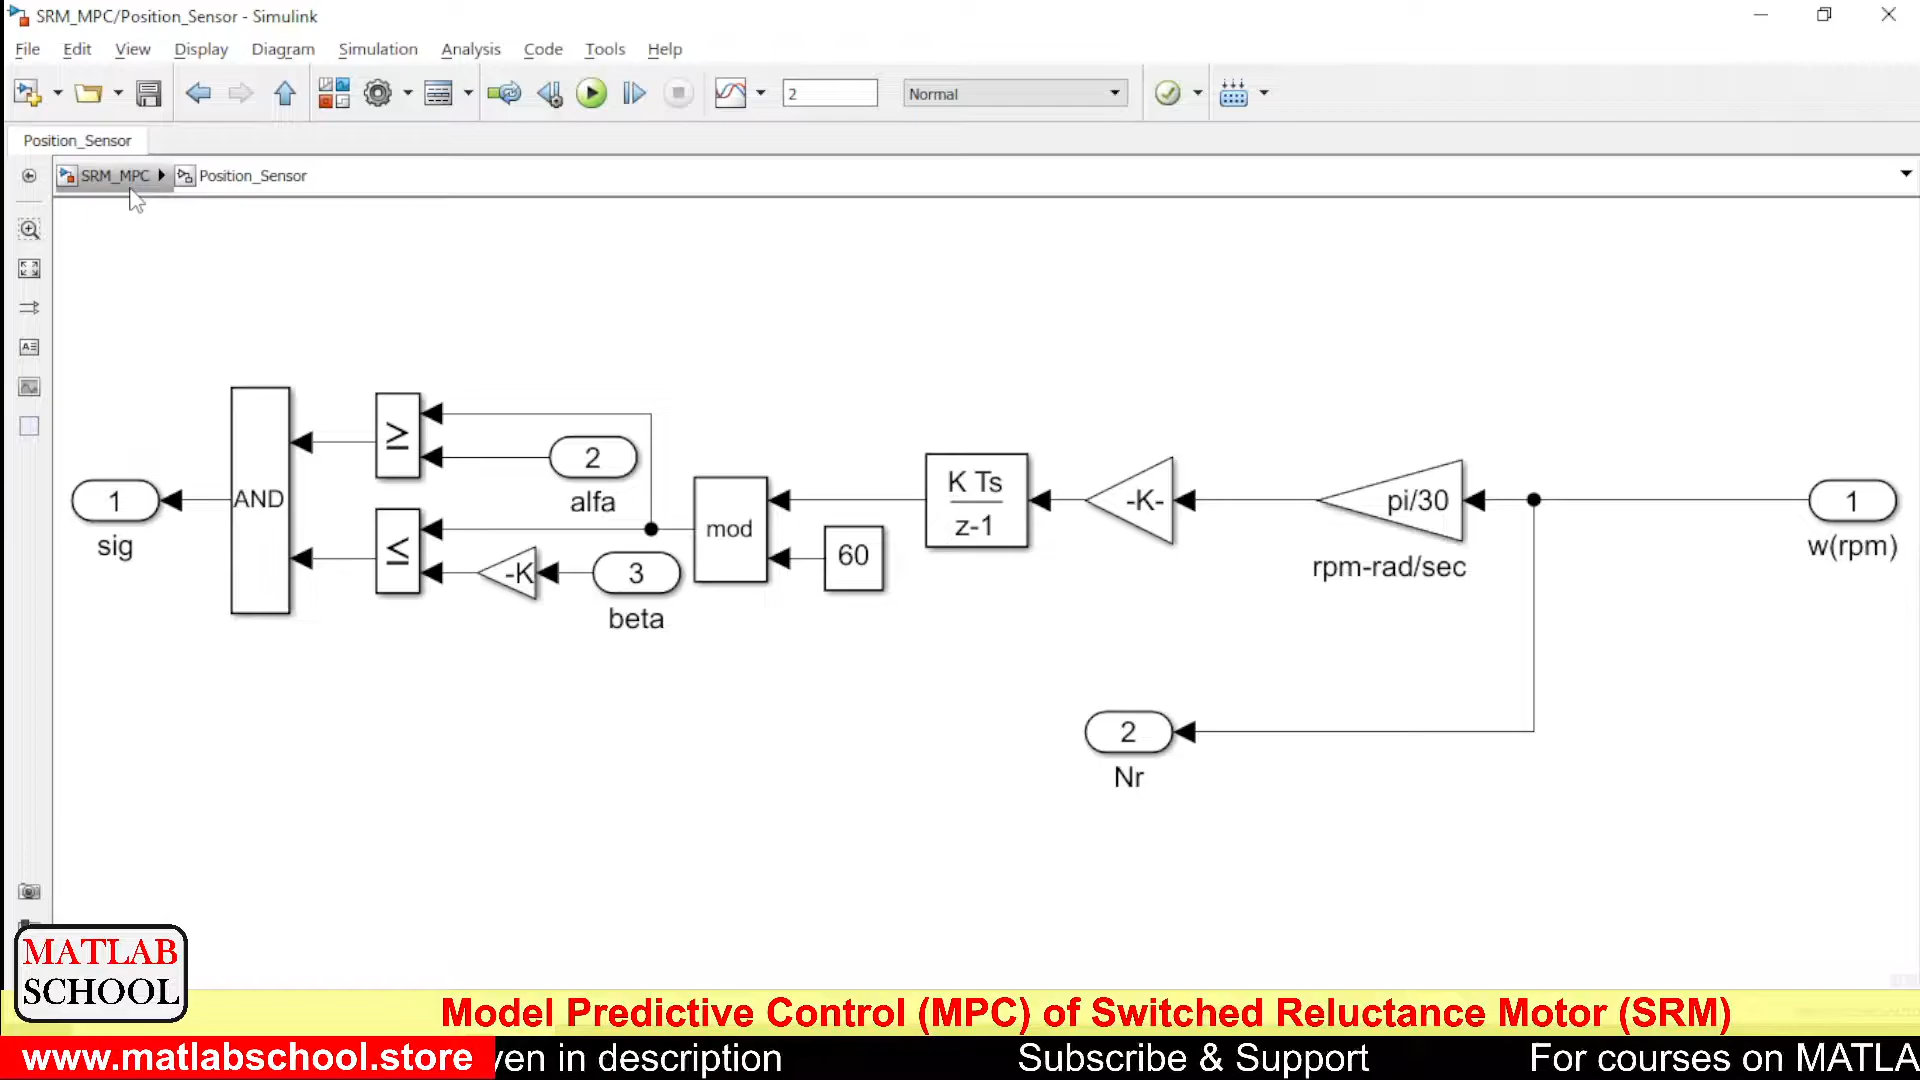 SRM_MPC/Position_Sensor - Simulink
File Edit View Display Diagram Simulation Analysis Code Tools Help
2 Normal
Position_Sensor
SRM_MPC Position_Sensor
≥
2
alfa
AND
1
sig
≤
-K
3
beta
mod
60
K Ts
z-1
-K-
pi/30
rpm-rad/sec
1
w(rpm)
2
Nr
MATLAB
SCHOOL
Model Predictive Control (MPC) of Switched Reluctance Motor (SRM)
www.matlabschool.store yen in description Subscribe & Support For courses on MATLA